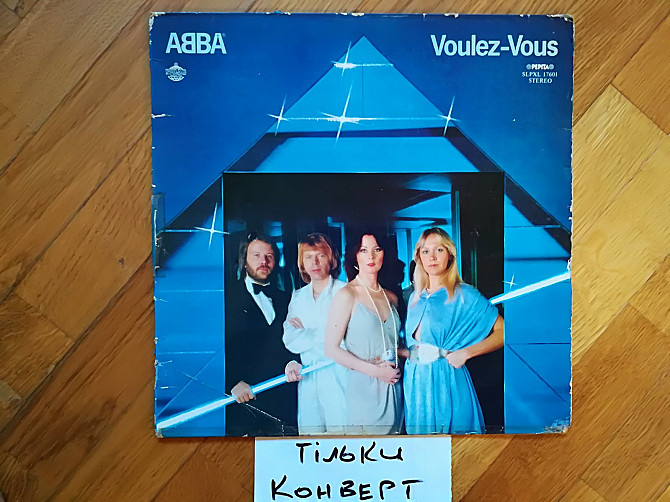 ABBA®
Voulez-Vous
PEPITA
SLPXL 17601
STEREO
тільки
конверт